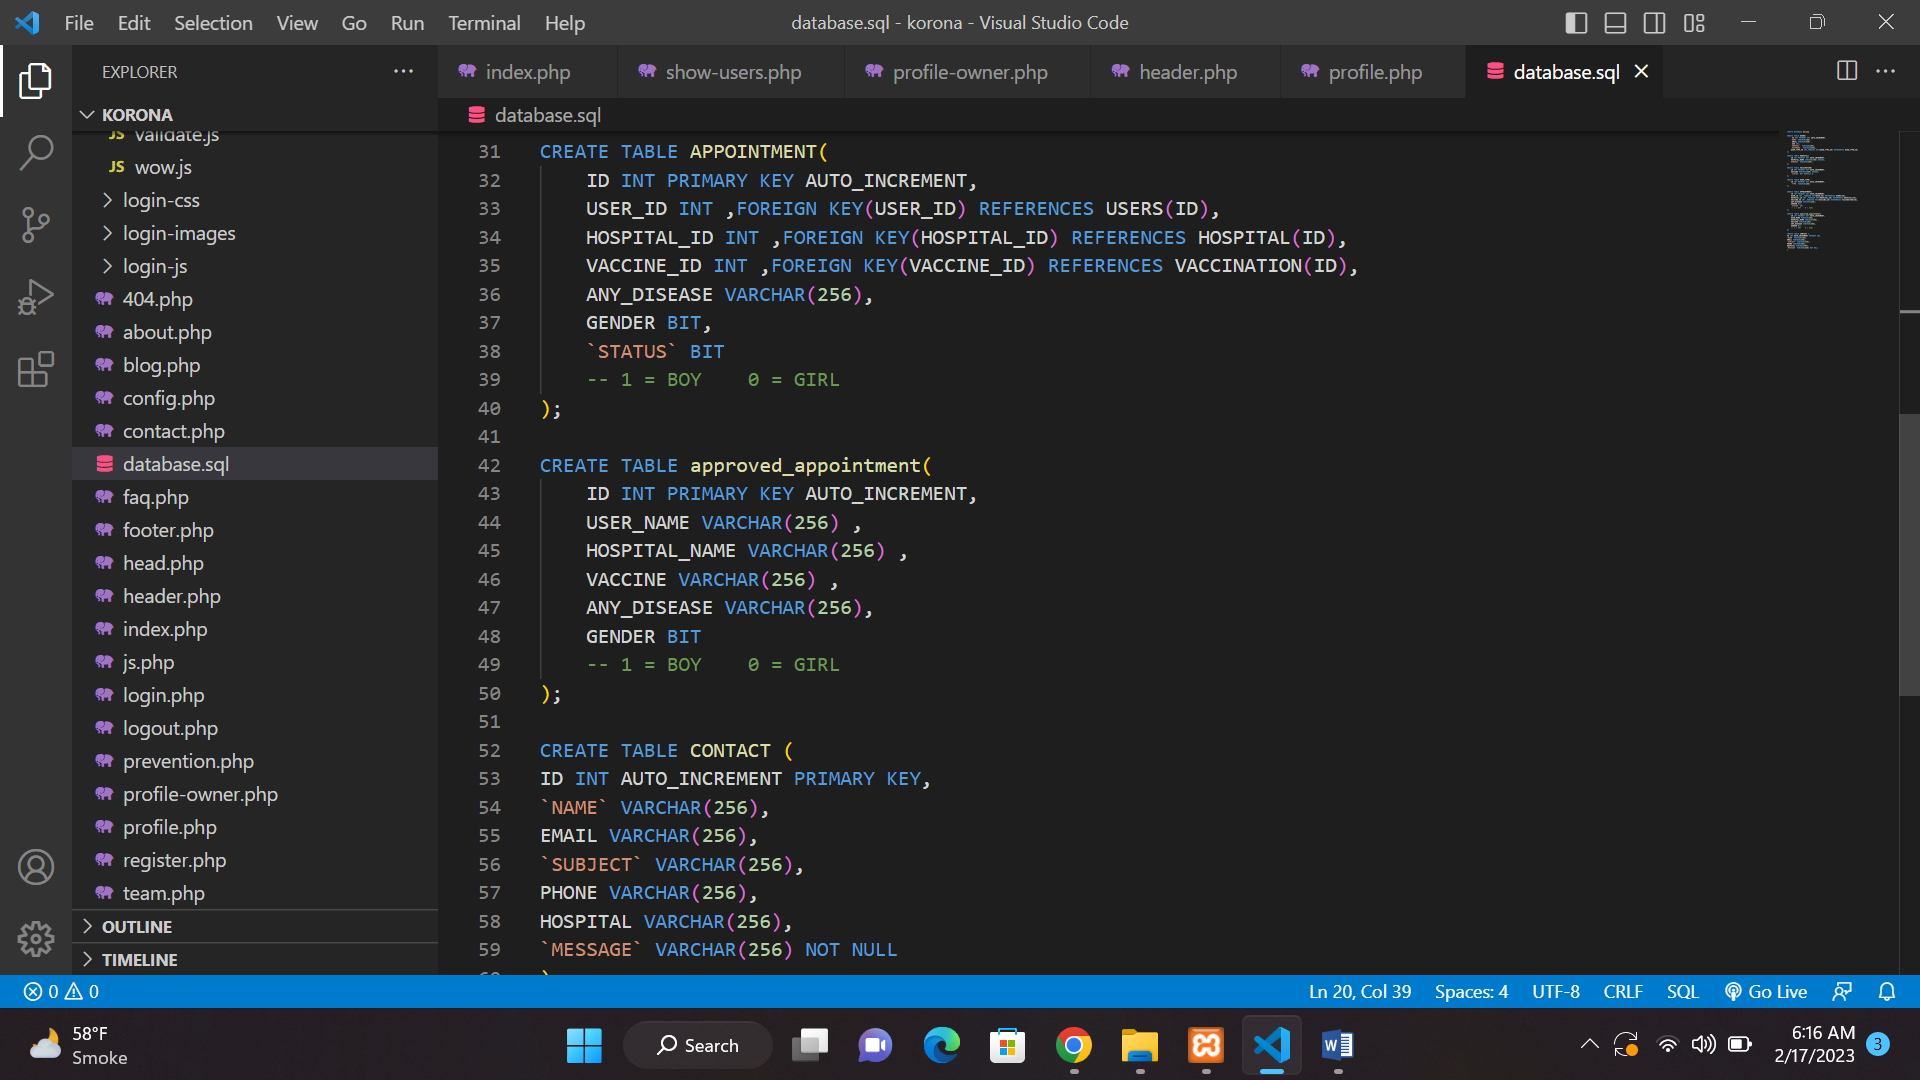 File Edit Selection View Go Run Terminal Help
database.sql - korona - Visual Studio Code
EXPLORER
KORONA
JS validate.js
JS wow.js
login-css
login-images
login-js
404.php
about.php
blog.php
config.php
contact.php
database.sql
faq.php
footer.php
head.php
header.php
index.php
js.php
login.php
logout.php
prevention.php
profile-owner.php
profile.php
register.php
team.php
OUTLINE
TIMELINE
index.php show-users.php profile-owner.php header.php profile.php database.sql
database.sql
31 CREATE TABLE APPOINTMENT(
32 ID INT PRIMARY KEY AUTO_INCREMENT,
33 USER_ID INT ,FOREIGN KEY(USER_ID) REFERENCES USERS(ID),
34 HOSPITAL_ID INT ,FOREIGN KEY(HOSPITAL_ID) REFERENCES HOSPITAL(ID),
35 VACCINE_ID INT ,FOREIGN KEY(VACCINE_ID) REFERENCES VACCINATION(ID),
36 ANY_DISEASE VARCHAR(256),
37 GENDER BIT,
38 `STATUS` BIT
39 -- 1 = BOY    0 = GIRL
40 );
41
42 CREATE TABLE approved_appointment(
43 ID INT PRIMARY KEY AUTO_INCREMENT,
44 USER_NAME VARCHAR(256) ,
45 HOSPITAL_NAME VARCHAR(256) ,
46 VACCINE VARCHAR(256) ,
47 ANY_DISEASE VARCHAR(256),
48 GENDER BIT
49 -- 1 = BOY    0 = GIRL
50 );
51
52 CREATE TABLE CONTACT (
53 ID INT AUTO_INCREMENT PRIMARY KEY,
54 `NAME` VARCHAR(256),
55 EMAIL VARCHAR(256),
56 `SUBJECT` VARCHAR(256),
57 PHONE VARCHAR(256),
58 HOSPITAL VARCHAR(256),
59 `MESSAGE` VARCHAR(256) NOT NULL
0 0
Ln 20, Col 39 Spaces: 4 UTF-8 CRLF SQL Go Live
58°F
Smoke
Search
W
6:16 AM
2/17/2023
3